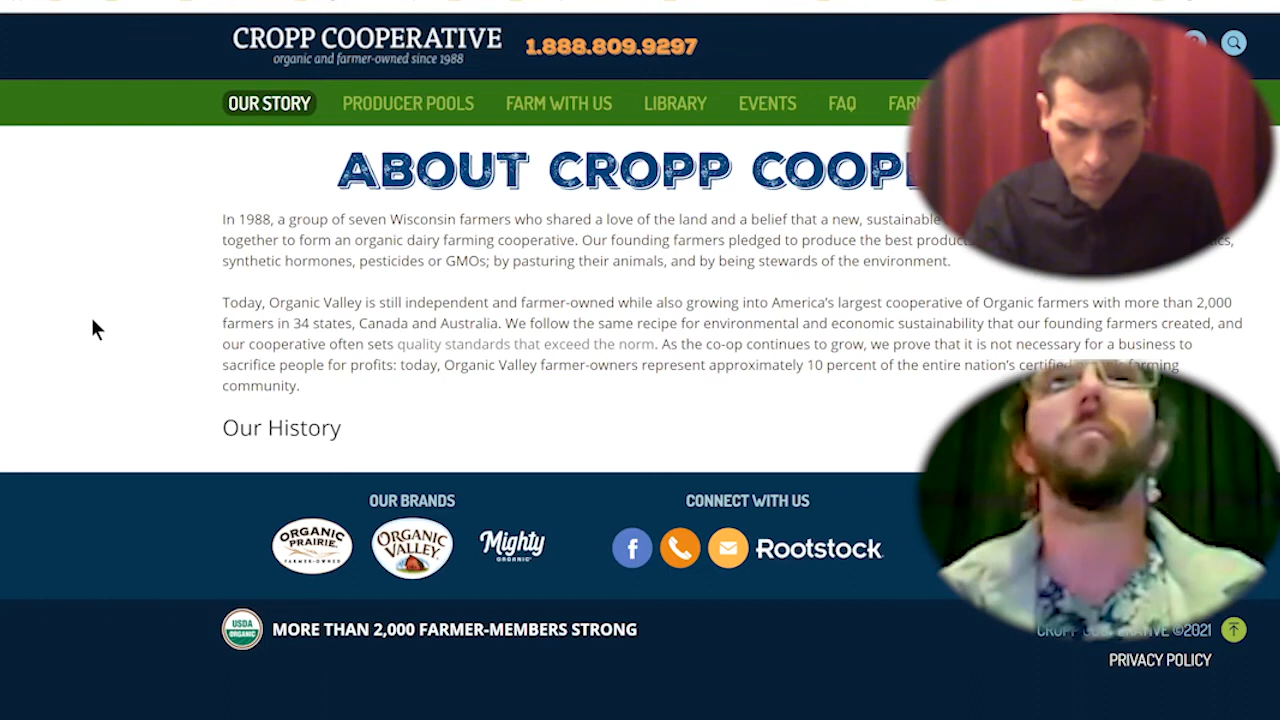 CROPP COOPERATIVE
organic and farmer-owned since 1988
1.888.809.9297
OUR STORY PRODUCER POOLS FARM WITH US LIBRARY EVENTS FAQ
ABOUT CROPP
In 1988, a group of seven Wisconsin farmers who shared a love of the land and a belief that a new, sustainable
together to form an organic dairy farming cooperative. Our founding farmers pledged to produce the best
synthetic hormones, pesticides or GMOs; by pasturing their animals, and by being stewards of the environment.
Today, Organic Valley is still independent and farmer-owned while also growing into America's largest cooperative of Organic farmers with more than 2,000
farmers in 34 states, Canada and Australia. We follow the same recipe for environmental and economic sustainability that our founding farmers created, and
our cooperative often sets quality standards that exceed the norm. As the co-op continues to grow, we prove that it is not necessary for a business to
sacrifice people for profits: today, Organic Valley farmer-owners represent approximately 10 percent of the entire nation's certified farming
community.
Our History
OUR BRANDS CONNECT WITH US
ORGANIC PRAIRIE FARMER-OWNED ORGANIC VALLEY Mighty ORGANIC f Rootstock
USDA ORGANIC MORE THAN 2,000 FARMER-MEMBERS STRONG
CROPP COOPERATIVE ©2021
PRIVACY POLICY